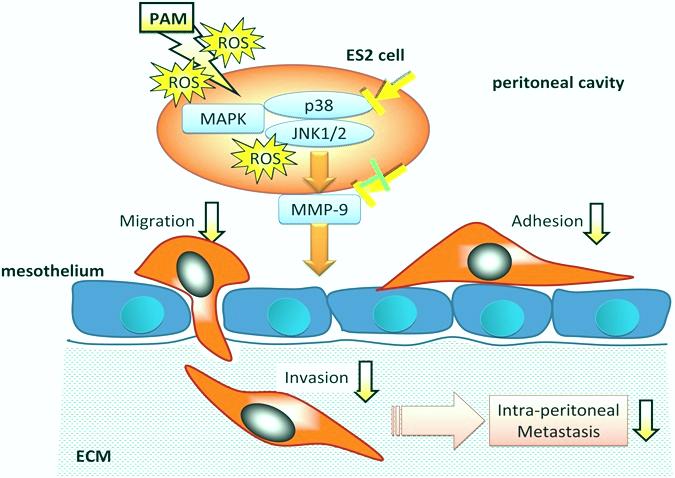 PAM
ROS
ROS
ES2 cell
peritoneal cavity
p38
MAPK
JNK1/2
ROS
MMP-9
Migration
Adhesion
mesothelium
Invasion
Intra-peritoneal
Metastasis
ECM